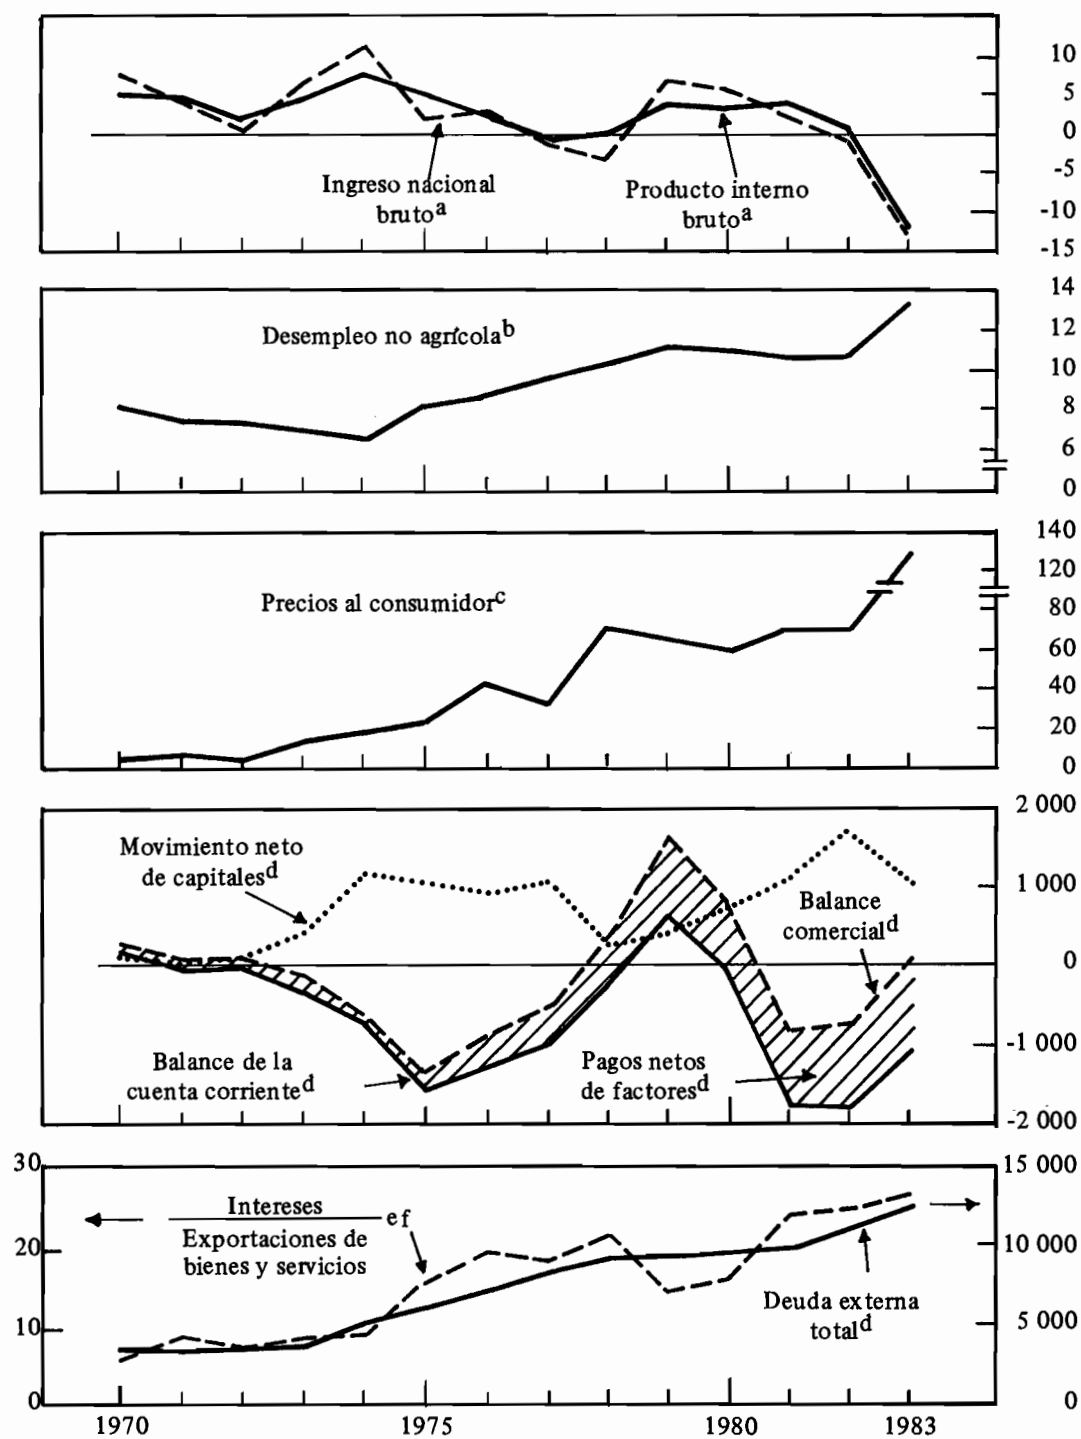 10
5
0
-5
-10
-15
Ingreso nacional
bruto a
Producto interno
bruto a
14
12
10
8
6
0
Desempleo no agrícola b
140
120
80
60
40
20
0
Precios al consumidor c
2 000
1 000
0
-1 000
-2 000
Movimiento neto
de capitales d
Balance
comercial d
Balance de la
cuenta corriente d
Pagos netos
de factores d
30
20
10
0
15 000
10 000
5 000
0
Intereses
Exportaciones de
bienes y servicios
e f
Deuda externa
total d
1970
1975
1980
1983